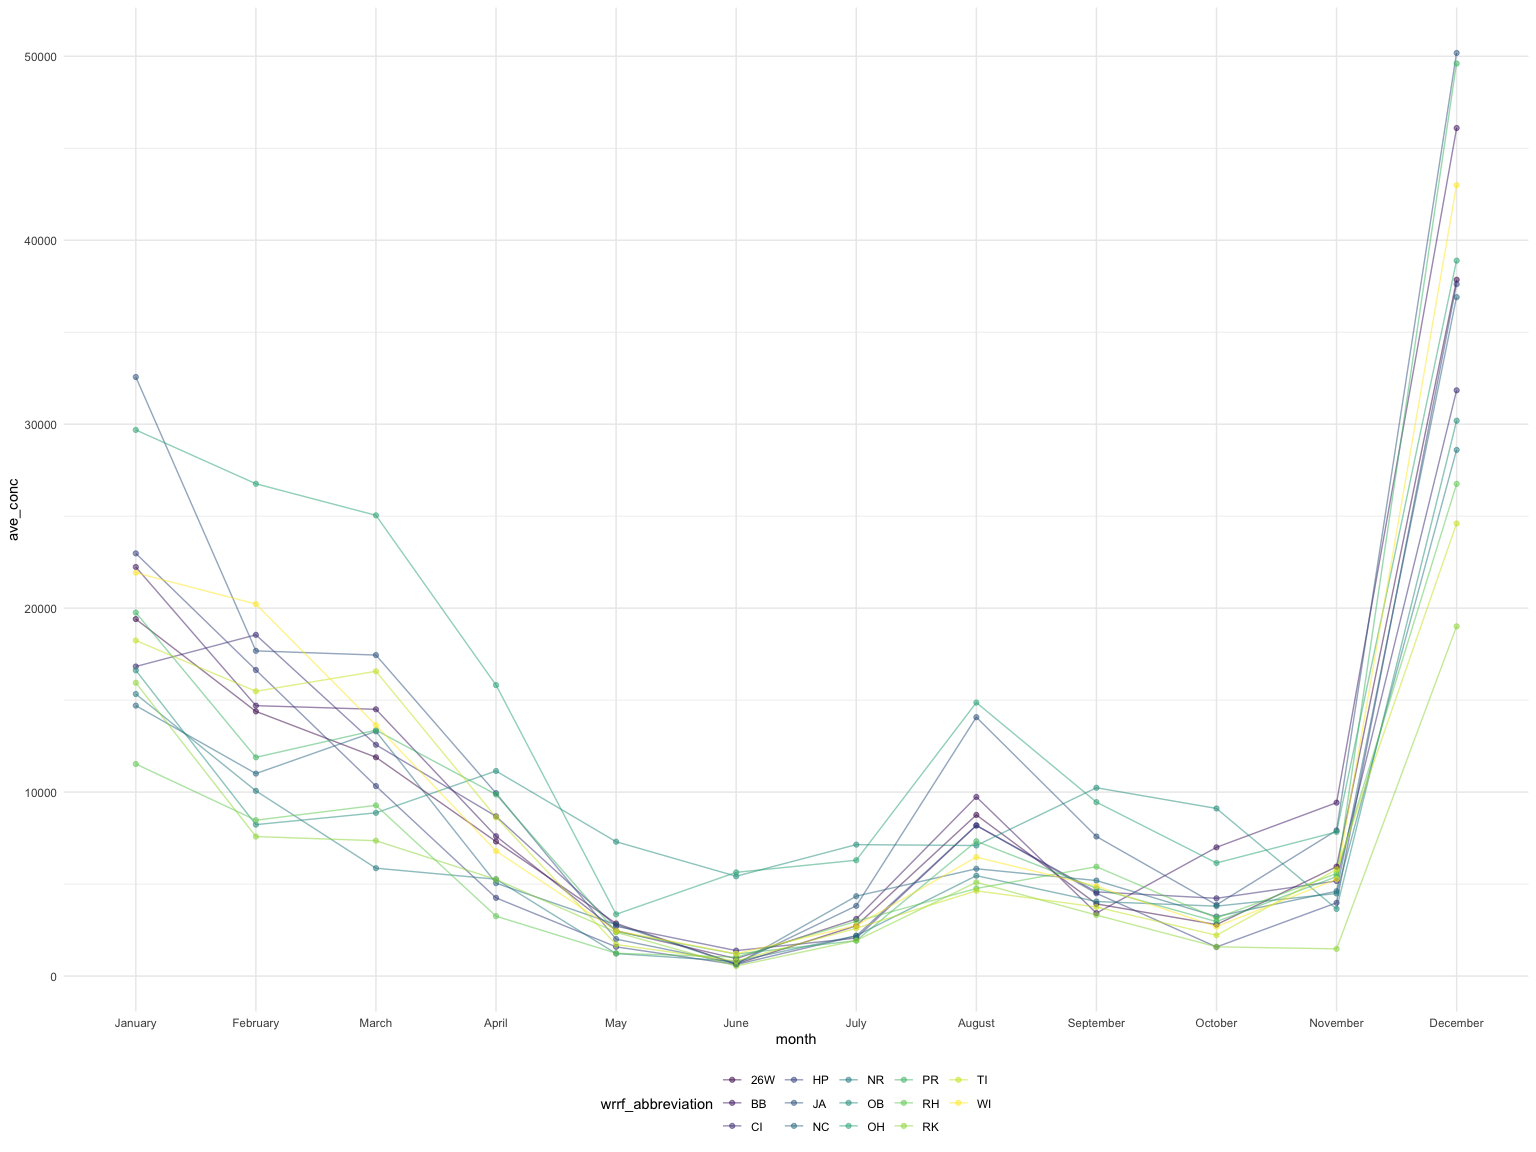 50000
40000
30000
20000
10000
0
ave_conc
January February March April May June July August September October November December
month
wrrf_abbreviation
26W HP NR PR TI
BB JA OB RH WI
CI NC OH RK